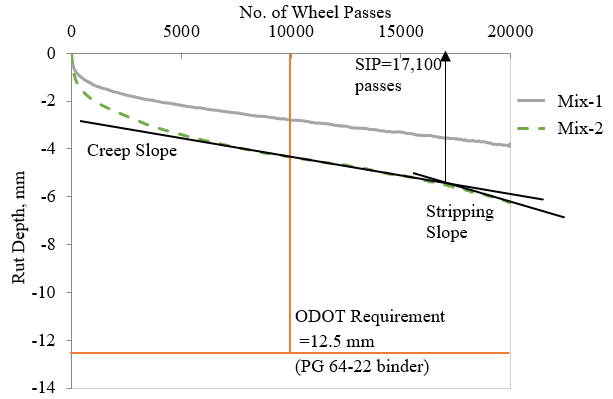 No. of Wheel Passes
0 5000 10000 15000 20000
0
-2
-4
-6
-8
-10
-12
-14
Rut Depth, mm
SIP=17,100
passes
Mix-1
Mix-2
Creep Slope
Stripping
Slope
ODOT Requirement
=12.5 mm
(PG 64-22 binder)